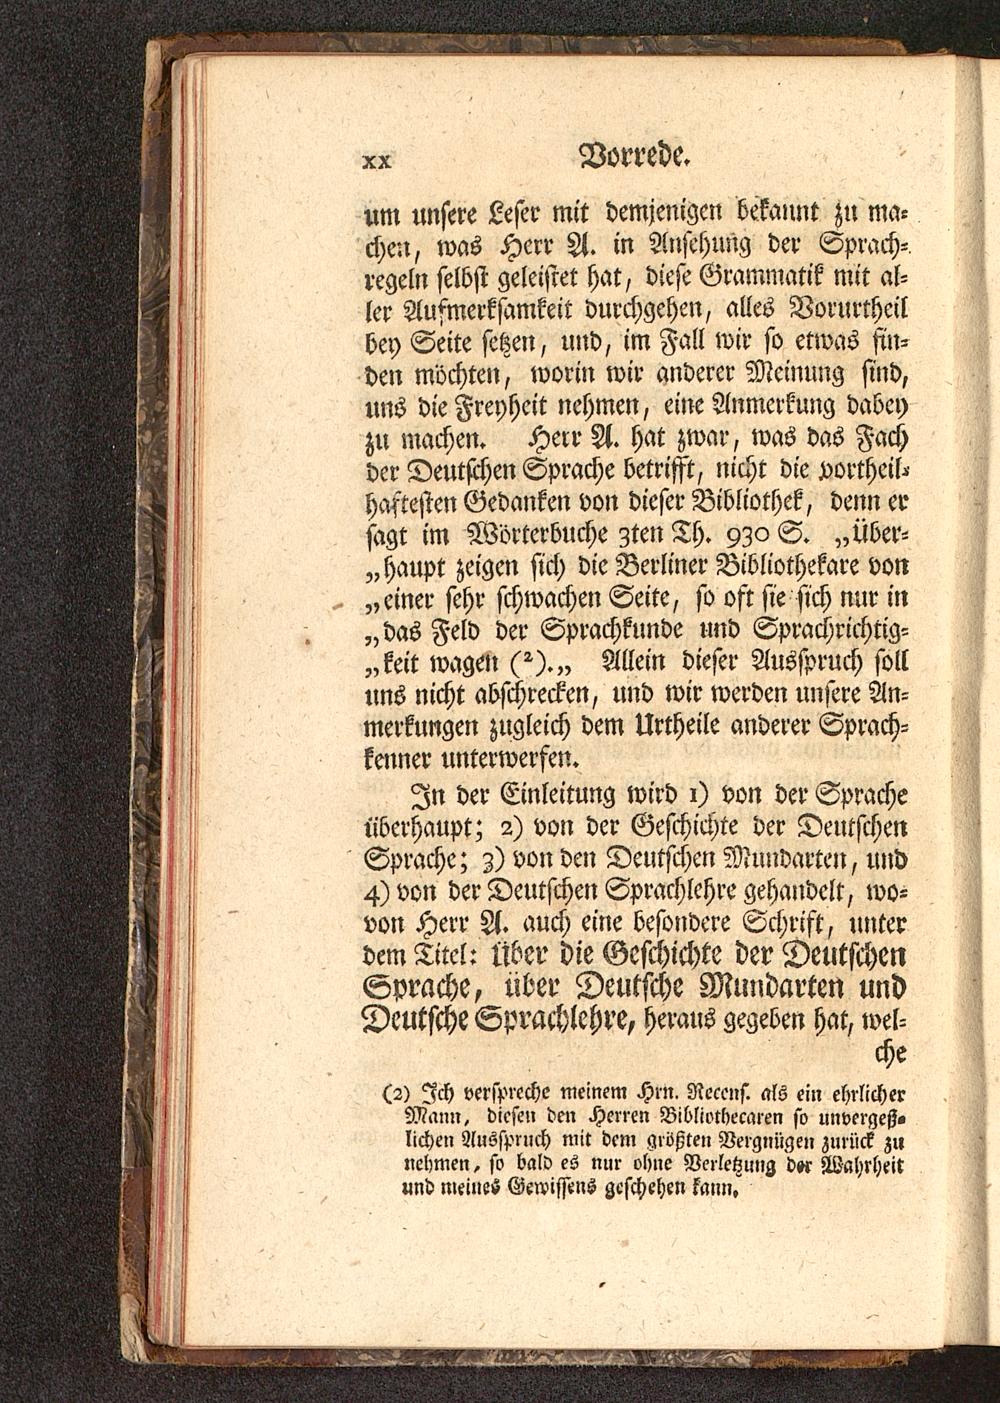 xx Vorrede.
um unſere Leſer mit demjenigen bekannt zu ma⸗
chen, was Herr A. in Anſehung der Sprach⸗
regeln ſelbſt geleiſtet hat, dieſe Grammatik mit al⸗
ler Aufmerkſamkeit durchgehen, alles Vorurtheil
bey Seite ſetzen, und, im Fall wir ſo etwas fin⸗
den möchten, worin wir anderer Meinung ſind,
uns die Freyheit nehmen, eine Anmerkung dabey
zu machen. Herr A. hat zwar, was das Fach
der Deutſchen Sprache betrifft, nicht die vortheil⸗
hafteſten Gedanken von dieſer Bibliothek, denn er
ſagt im Wörterbuche 3ten Th. 930 S. „Über⸗
„haupt zeigen ſich die Berliner Bibliothekare von
„einer ſehr ſchwachen Seite, ſo oft ſie ſich nur in
„das Feld der Sprachkunde und Sprachrichtig⸗
„keit wagen (²).„ Allein dieſer Ausſpruch ſoll
uns nicht abſchrecken, und wir werden unſere An⸗
merkungen zugleich dem Urtheile anderer Sprach⸗
kenner unterwerfen.
In der Einleitung wird 1) von der Sprache
überhaupt; 2) von der Geſchichte der Deutſchen
Sprache; 3) von den Deutſchen Mundarten, und
4) von der Deutſchen Sprachlehre gehandelt, wo⸗
von Herr A. auch eine beſondere Schrift, unter
dem Titel: Über die Geſchichte der Deutſchen
Sprache, über Deutſche Mundarten und
Deutſche Sprachlehre, heraus gegeben hat, wel⸗
che
(2) Ich verſpreche meinem Hrn. Recenſ. als ein ehrlicher
Mann, dieſen den Herren Bibliothecaren ſo unvergeß⸗
lichen Ausſpruch mit dem größten Vergnügen zurück zu
nehmen, ſo bald es nur ohne Verletzung der Wahrheit
und meines Gewiſſens geſchehen kann.